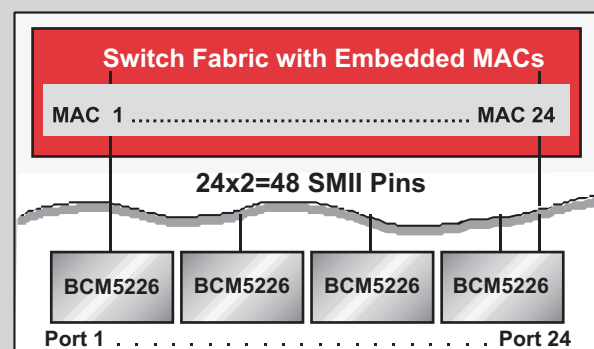 Switch Fabric with Embedded MACs
MAC 1 ................................................ MAC 24
24x2=48 SMII Pins
BCM5226 BCM5226 BCM5226 BCM5226
Port 1 . . . . . . . . . . . . . . . . . . . . . . . . Port 24